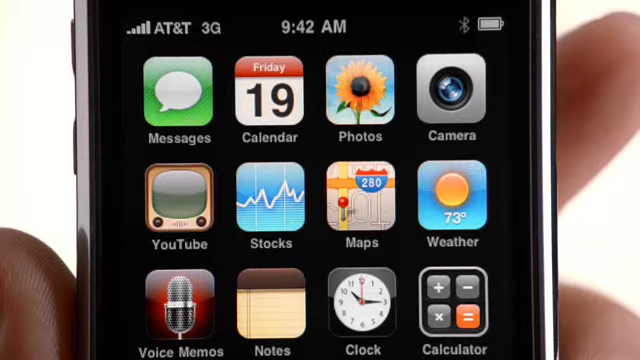 AT&T 3G 9:42 AM
Friday
19
280
73°
Messages Calendar Photos Camera
YouTube Stocks Maps Weather
+ −
× =
Voice Memos Notes Clock Calculator